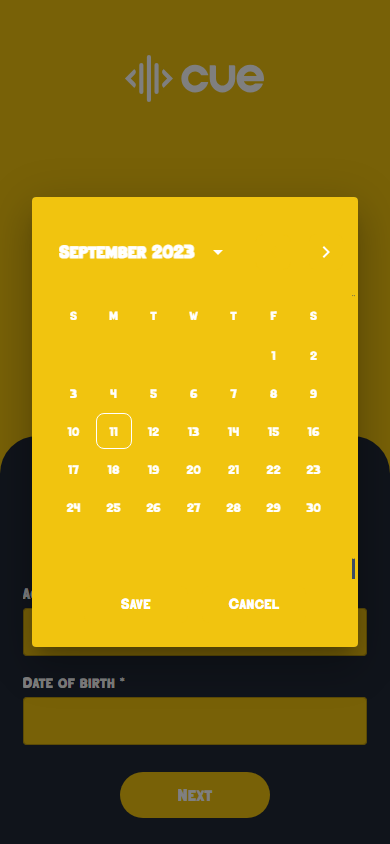 cue
September 2023
S M T W T F S
1 2
3 4 5 6 7 8 9
10 11 12 13 14 15 16
17 18 19 20 21 22 23
24 25 26 27 28 29 30
Save Cancel
Date of birth *
Next